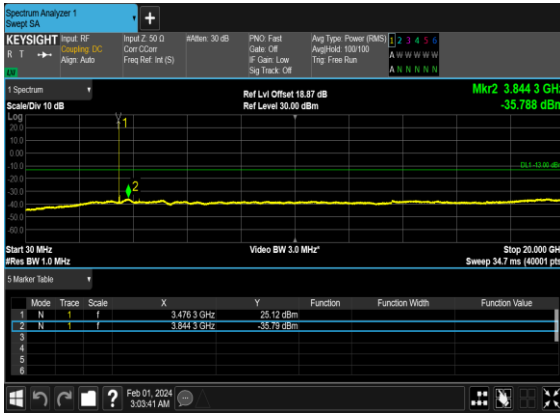 Spectrum Analyzer 1
Swept SA
+
KEYSIGHT
R T
Input: RF
Coupling: DC
Align: Auto
Input Z: 50 Ω
Corr CCorr
Freq Ref: Int (S)
#Atten: 30 dB
PNO: Fast
Gate: Off
IF Gain: Low
Sig Track: Off
Avg Type: Power (RMS)
Avg|Hold: 100/100
Trig: Free Run
1 2 3 4 5 6
A W W W W W
A N N N N N
1 Spectrum
Scale/Div 10 dB
Ref Lvl Offset 18.87 dB
Ref Level 30.00 dBm
Mkr2 3.844 3 GHz
-35.788 dBm
Log
1
20.0
10.0
0.00
-10.0
DL1 -13.00 dBm
-20.0
2
-30.0
-40.0
-50.0
-60.0
Start 30 MHz
Video BW 3.0 MHz*
Stop 20.000 GH
#Res BW 1.0 MHz
Sweep 34.7 ms (40001 pts
5 Marker Table
Mode Trace Scale X Y Function Function Width Function Value
1 N 1 f 3.476 3 GHz 25.12 dBm
2 N 1 f 3.844 3 GHz -35.79 dBm
3
4
5
6
?
Feb 01, 2024
3:03:41 AM